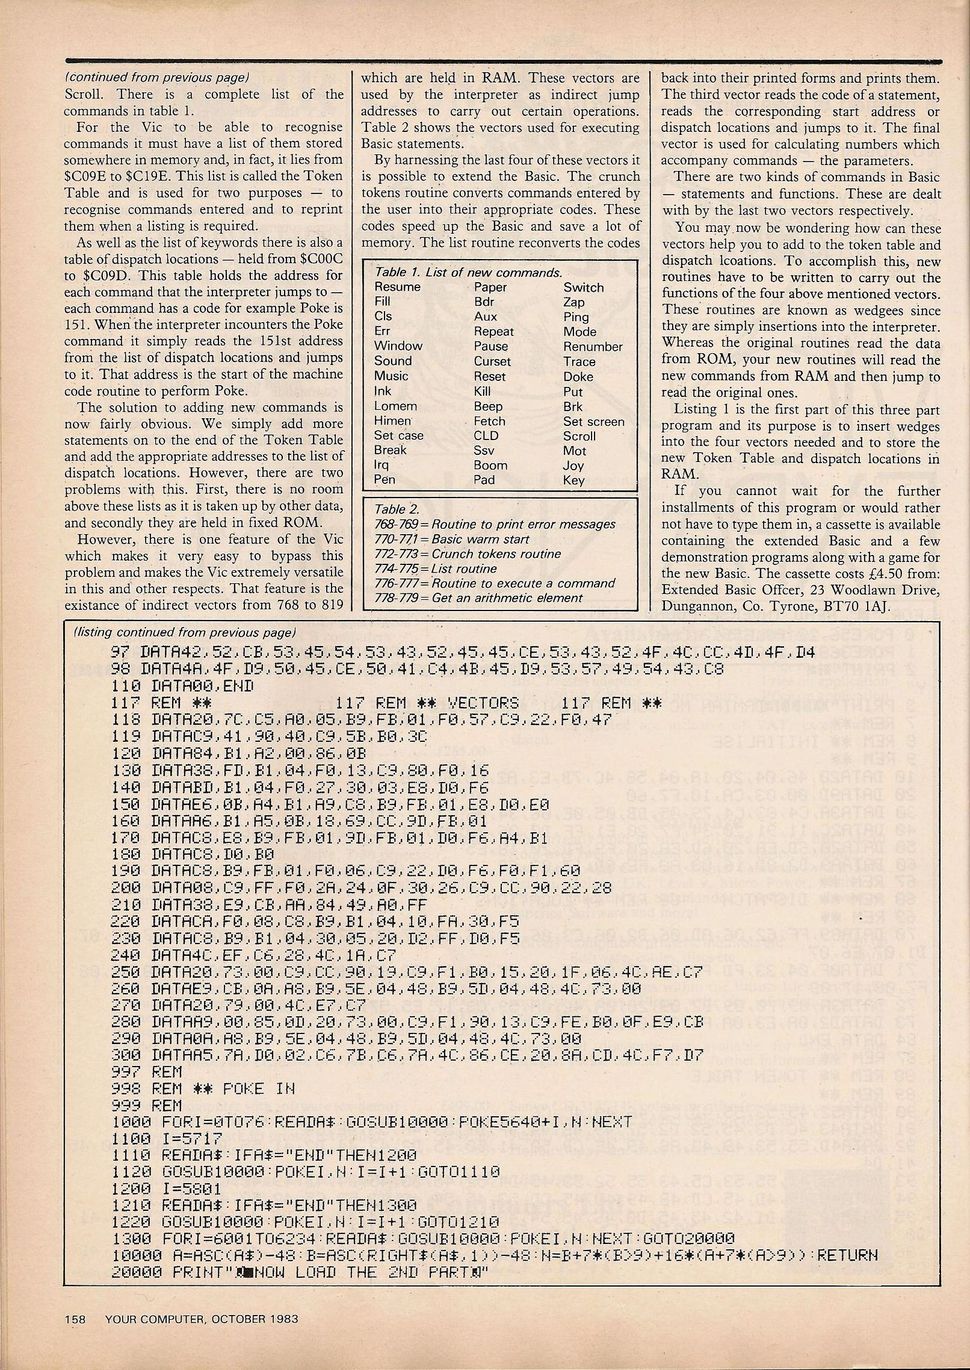 (continued from previous page)
Scroll. There is a complete list of the
commands in table 1.
For the Vic to be able to recognise
commands it must have a list of them stored
somewhere in memory and, in fact, it lies from
$C09E to $C19E. This list is called the Token
Table and is used for two purposes — to
recognise commands entered and to reprint
them when a listing is required.
As well as the list of keywords there is also a
table of dispatch locations — held from $C00C
to $C09D. This table holds the address for
each command that the interpreter jumps to —
each command has a code for example Poke is
151. When the interpreter incounters the Poke
command it simply reads the 151st address
from the list of dispatch locations and jumps
to it. That address is the start of the machine
code routine to perform Poke.
The solution to adding new commands is
now fairly obvious. We simply add more
statements on to the end of the Token Table
and add the appropriate addresses to the list of
dispatch locations. However, there are two
problems with this. First, there is no room
above these lists as it is taken up by other data,
and secondly they are held in fixed ROM.
However, there is one feature of the Vic
which makes it very easy to bypass this
problem and makes the Vic extremely versatile
in this and other respects. That feature is the
existance of indirect vectors from 768 to 819
which are held in RAM. These vectors are
used by the interpreter as indirect jump
addresses to carry out certain operations.
Table 2 shows the vectors used for executing
Basic statements.
By harnessing the last four of these vectors it
is possible to extend the Basic. The crunch
tokens routine converts commands entered by
the user into their appropriate codes. These
codes speed up the Basic and save a lot of
memory. The list routine reconverts the codes
Table 1. List of new commands.
Resume Paper Switch
Fill Bdr Zap
Cls Aux Ping
Err Repeat Mode
Window Pause Renumber
Sound Curset Trace
Music Reset Doke
Ink Kill Put
Lomem Beep Brk
Himen Fetch Set screen
Set case CLD Scroll
Break Ssv Mot
Irq Boom Joy
Pen Pad Key
Table 2.
768-769 = Routine to print error messages
770-771 = Basic warm start
772-773 = Crunch tokens routine
774-775 = List routine
776-777 = Routine to execute a command
778-779 = Get an arithmetic element
back into their printed forms and prints them.
The third vector reads the code of a statement,
reads the corresponding start address or
dispatch locations and jumps to it. The final
vector is used for calculating numbers which
accompany commands — the parameters.
There are two kinds of commands in Basic
— statements and functions. These are dealt
with by the last two vectors respectively.
You may now be wondering how can these
vectors help you to add to the token table and
dispatch lcoations. To accomplish this, new
routines have to be written to carry out the
functions of the four above mentioned vectors.
These routines are known as wedgees since
they are simply insertions into the interpreter.
Whereas the original routines read the data
from ROM, your new routines will read the
new commands from RAM and then jump to
read the original ones.
Listing 1 is the first part of this three part
program and its purpose is to insert wedges
into the four vectors needed and to store the
new Token Table and dispatch locations in
RAM.
If you cannot wait for the further
installments of this program or would rather
not have to type them in, a cassette is available
containing the extended Basic and a few
demonstration programs along with a game for
the new Basic. The cassette costs £4.50 from:
Extended Basic Offcer, 23 Woodlawn Drive,
Dungannon, Co. Tyrone, BT70 1AJ.
(listing continued from previous page)
97 DATA42,52,CB,53,45,54,53,43,52,45,45,CE,53,43,52,4F,4C,CC,4D,4F,D4
98 DATA4A,4F,D9,50,45,CE,50,41,C4,4B,45,D9,53,57,49,54,43,C8
110 DATA00,END
117 REM ** 117 REM ** VECTORS 117 REM **
118 DATA20,7C,C5,A0,05,B9,FB,01,F0,57,C9,22,F0,47
119 DATAC9,41,90,40,C9,5B,B0,3C
120 DATA84,B1,A2,00,86,0B
130 DATA38,FD,B1,04,F0,13,C9,80,F0,16
140 DATABD,B1,04,F0,27,30,03,E8,D0,F6
150 DATAE6,0B,A4,B1,A9,C8,B9,FB,01,E8,D0,E0
160 DATAA6,B1,A5,0B,18,69,CC,9D,FB,01
170 DATAC8,E8,B9,FB,01,9D,FB,01,D0,F6,A4,B1
180 DATAC8,D0,B0
190 DATAC8,B9,FB,01,F0,06,C9,22,D0,F6,F0,F1,60
200 DATA08,C9,FF,F0,2A,24,0F,30,26,C9,CC,90,22,28
210 DATA38,E9,CB,AA,84,49,A0,FF
220 DATACA,F0,08,C8,B9,B1,04,10,FA,30,F5
230 DATAC8,B9,B1,04,30,05,20,D2,FF,D0,F5
240 DATA4C,EF,C6,28,4C,1A,C7
250 DATA20,73,00,C9,CC,90,19,C9,F1,B0,15,20,1F,06,4C,AE,C7
260 DATAE9,CB,0A,A8,B9,5E,04,48,B9,5D,04,48,4C,73,00
270 DATA20,79,00,4C,E7,C7
280 DATAA9,00,85,0D,20,73,00,C9,F1,90,13,C9,FE,B0,0F,E9,CB
290 DATA0A,A8,B9,5E,04,48,B9,5D,04,48,4C,73,00
300 DATAA5,7A,D0,02,C6,7B,C6,7A,4C,86,CE,20,8A,CD,4C,F7,D7
997 REM
998 REM ** POKE IN
999 REM
1000 FORI=0TO76:READA$:GOSUB10000:POKE5640+I,N:NEXT
1100 I=5717
1110 READA$:IFA$="END"THEN1200
1120 GOSUB10000:POKEI,N:I=I+1:GOTO1110
1200 I=5801
1210 READA$:IFA$="END"THEN1300
1220 GOSUB10000:POKEI,N:I=I+1:GOTO1210
1300 FORI=6001TO6234:READA$:GOSUB10000:POKEI,N:NEXT:GOTO20000
10000 A=ASC(A$)-48:B=ASC(RIGHT$(A$,1))-48:N=B+7*(B>9)+16*(A+7*(A>9)):RETURN
20000 PRINT"NOW LOAD THE 2ND PART"
158 YOUR COMPUTER, OCTOBER 1983